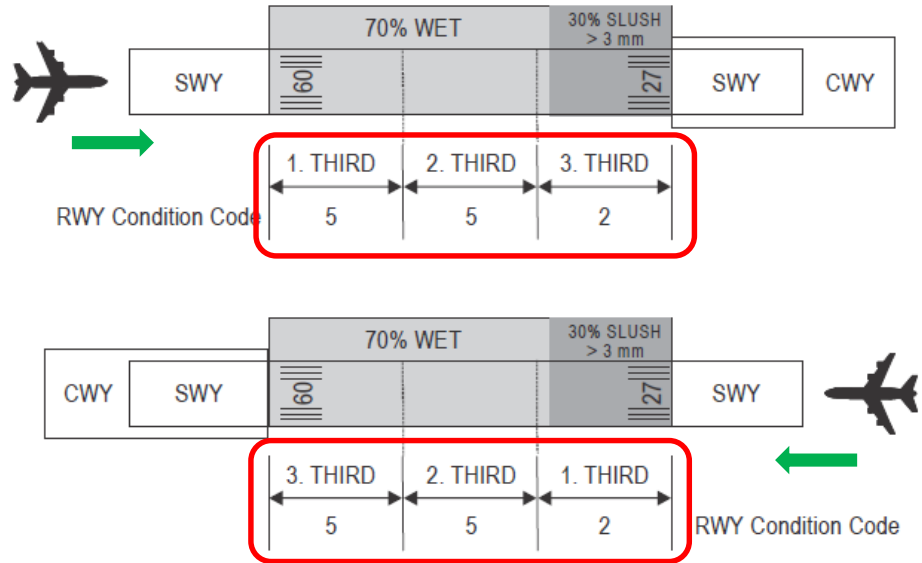 70% WET
30% SLUSH
> 3 mm
SWY
09
27
SWY
CWY
1. THIRD
2. THIRD
3. THIRD
RWY Condition Code
5
5
2
70% WET
30% SLUSH
> 3 mm
CWY
SWY
09
27
SWY
3. THIRD
2. THIRD
1. THIRD
5
5
2
RWY Condition Code